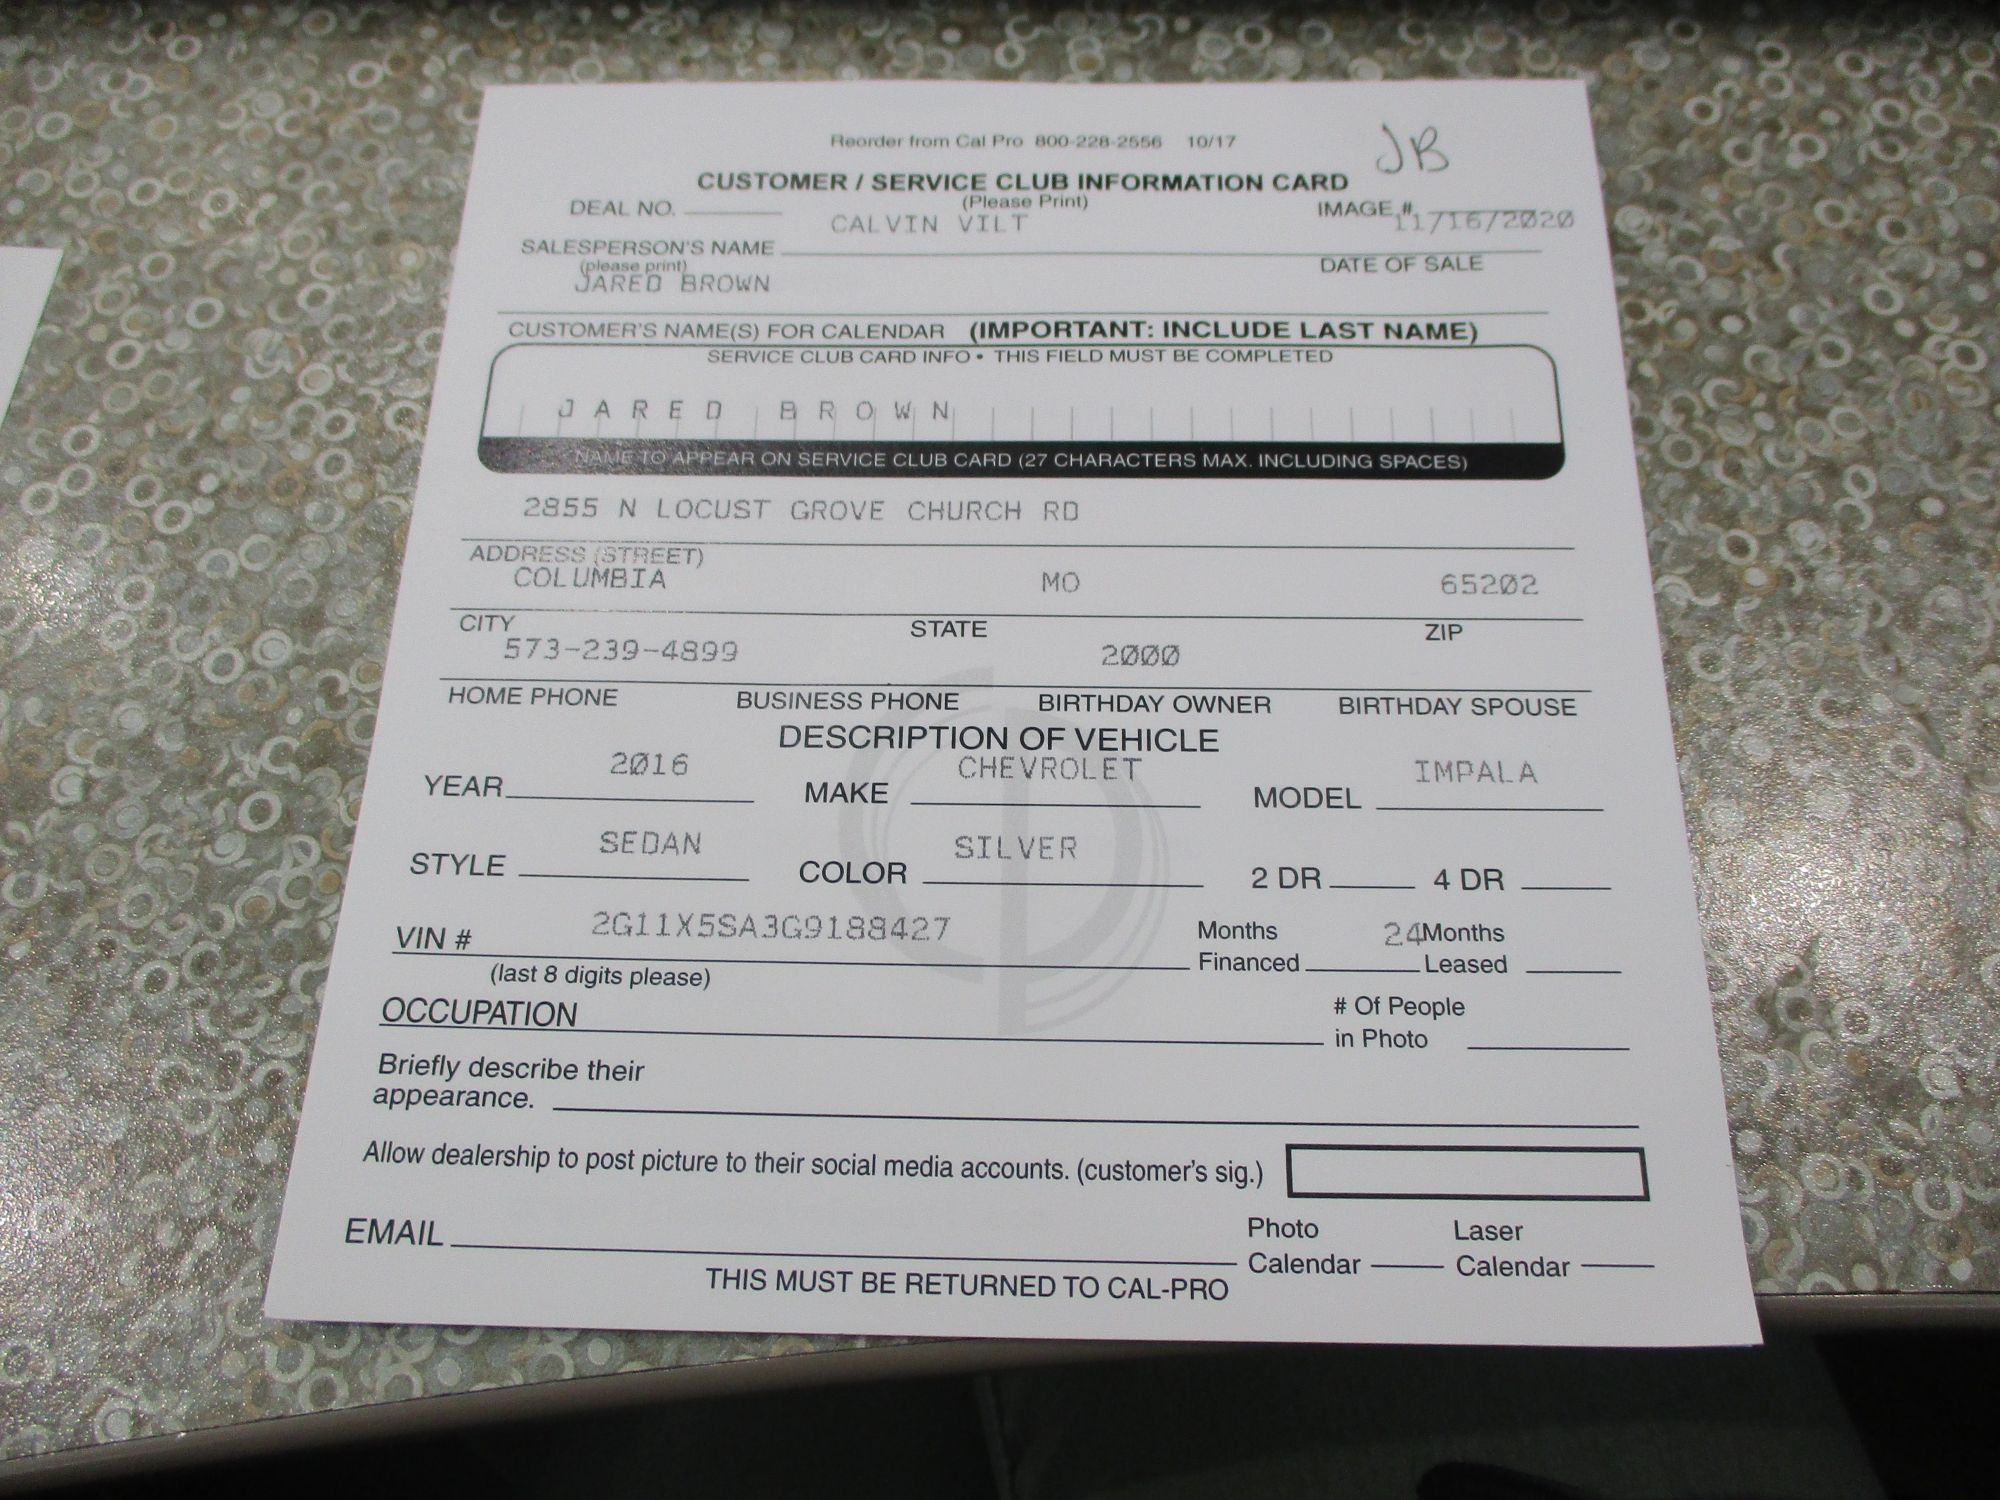 Reorder from Cal Pro 800-228-2556 10/17
JB
CUSTOMER / SERVICE CLUB INFORMATION CARD
(Please Print)
DEAL NO. IMAGE #
CALVIN VILT 11/16/2020
SALESPERSON'S NAME DATE OF SALE
(please print)
JARED BROWN
CUSTOMER'S NAME(S) FOR CALENDAR (IMPORTANT: INCLUDE LAST NAME)
SERVICE CLUB CARD INFO • THIS FIELD MUST BE COMPLETED
JARED BROWN
NAME TO APPEAR ON SERVICE CLUB CARD (27 CHARACTERS MAX. INCLUDING SPACES)
2855 N LOCUST GROVE CHURCH RD
ADDRESS (STREET)
COLUMBIA MO 65202
CITY STATE ZIP
573-239-4899 2000
HOME PHONE BUSINESS PHONE BIRTHDAY OWNER BIRTHDAY SPOUSE
DESCRIPTION OF VEHICLE
YEAR 2016 MAKE CHEVROLET MODEL IMPALA
STYLE SEDAN COLOR SILVER 2 DR 4 DR
VIN # 2G11X5SA3G9188427 Months Financed 24 Months Leased
(last 8 digits please)
OCCUPATION # Of People in Photo
Briefly describe their
appearance.
Allow dealership to post picture to their social media accounts. (customer's sig.)
EMAIL Photo Calendar Laser Calendar
THIS MUST BE RETURNED TO CAL-PRO